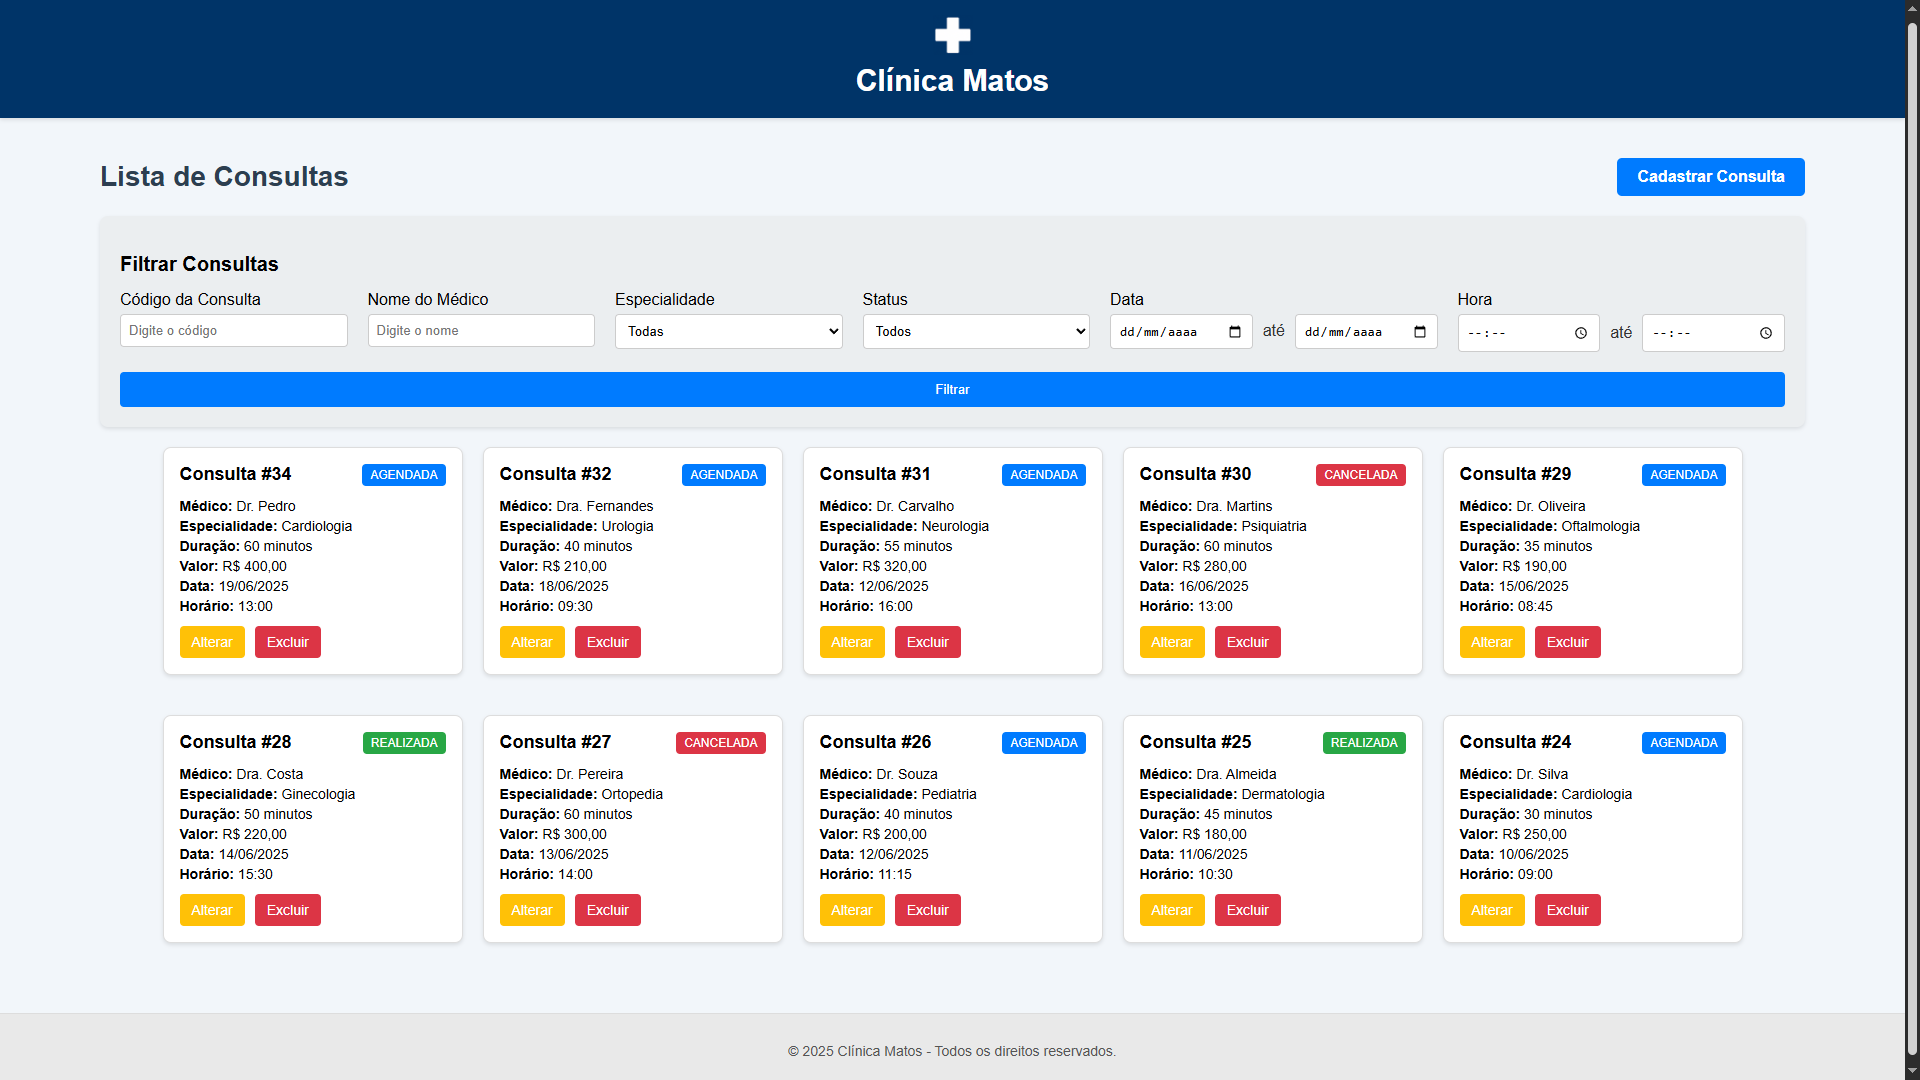 Clínica Matos
Lista de Consultas
Cadastrar Consulta
Filtrar Consultas
Código da Consulta Nome do Médico Especialidade Status Data Hora
Digite o código Digite o nome Todas Todos dd/mm/aaaa até dd/mm/aaaa --:-- até --:--
Filtrar
Consulta #34 AGENDADA
Médico: Dr. Pedro
Especialidade: Cardiologia
Duração: 60 minutos
Valor: R$ 400,00
Data: 19/06/2025
Horário: 13:00
Alterar Excluir
Consulta #32 AGENDADA
Médico: Dra. Fernandes
Especialidade: Urologia
Duração: 40 minutos
Valor: R$ 210,00
Data: 18/06/2025
Horário: 09:30
Alterar Excluir
Consulta #31 AGENDADA
Médico: Dr. Carvalho
Especialidade: Neurologia
Duração: 55 minutos
Valor: R$ 320,00
Data: 12/06/2025
Horário: 16:00
Alterar Excluir
Consulta #30 CANCELADA
Médico: Dra. Martins
Especialidade: Psiquiatria
Duração: 60 minutos
Valor: R$ 280,00
Data: 16/06/2025
Horário: 13:00
Alterar Excluir
Consulta #29 AGENDADA
Médico: Dr. Oliveira
Especialidade: Oftalmologia
Duração: 35 minutos
Valor: R$ 190,00
Data: 15/06/2025
Horário: 08:45
Alterar Excluir
Consulta #28 REALIZADA
Médico: Dra. Costa
Especialidade: Ginecologia
Duração: 50 minutos
Valor: R$ 220,00
Data: 14/06/2025
Horário: 15:30
Alterar Excluir
Consulta #27 CANCELADA
Médico: Dr. Pereira
Especialidade: Ortopedia
Duração: 60 minutos
Valor: R$ 300,00
Data: 13/06/2025
Horário: 14:00
Alterar Excluir
Consulta #26 AGENDADA
Médico: Dr. Souza
Especialidade: Pediatria
Duração: 40 minutos
Valor: R$ 200,00
Data: 12/06/2025
Horário: 11:15
Alterar Excluir
Consulta #25 REALIZADA
Médico: Dra. Almeida
Especialidade: Dermatologia
Duração: 45 minutos
Valor: R$ 180,00
Data: 11/06/2025
Horário: 10:30
Alterar Excluir
Consulta #24 AGENDADA
Médico: Dr. Silva
Especialidade: Cardiologia
Duração: 30 minutos
Valor: R$ 250,00
Data: 10/06/2025
Horário: 09:00
Alterar Excluir
© 2025 Clínica Matos - Todos os direitos reservados.